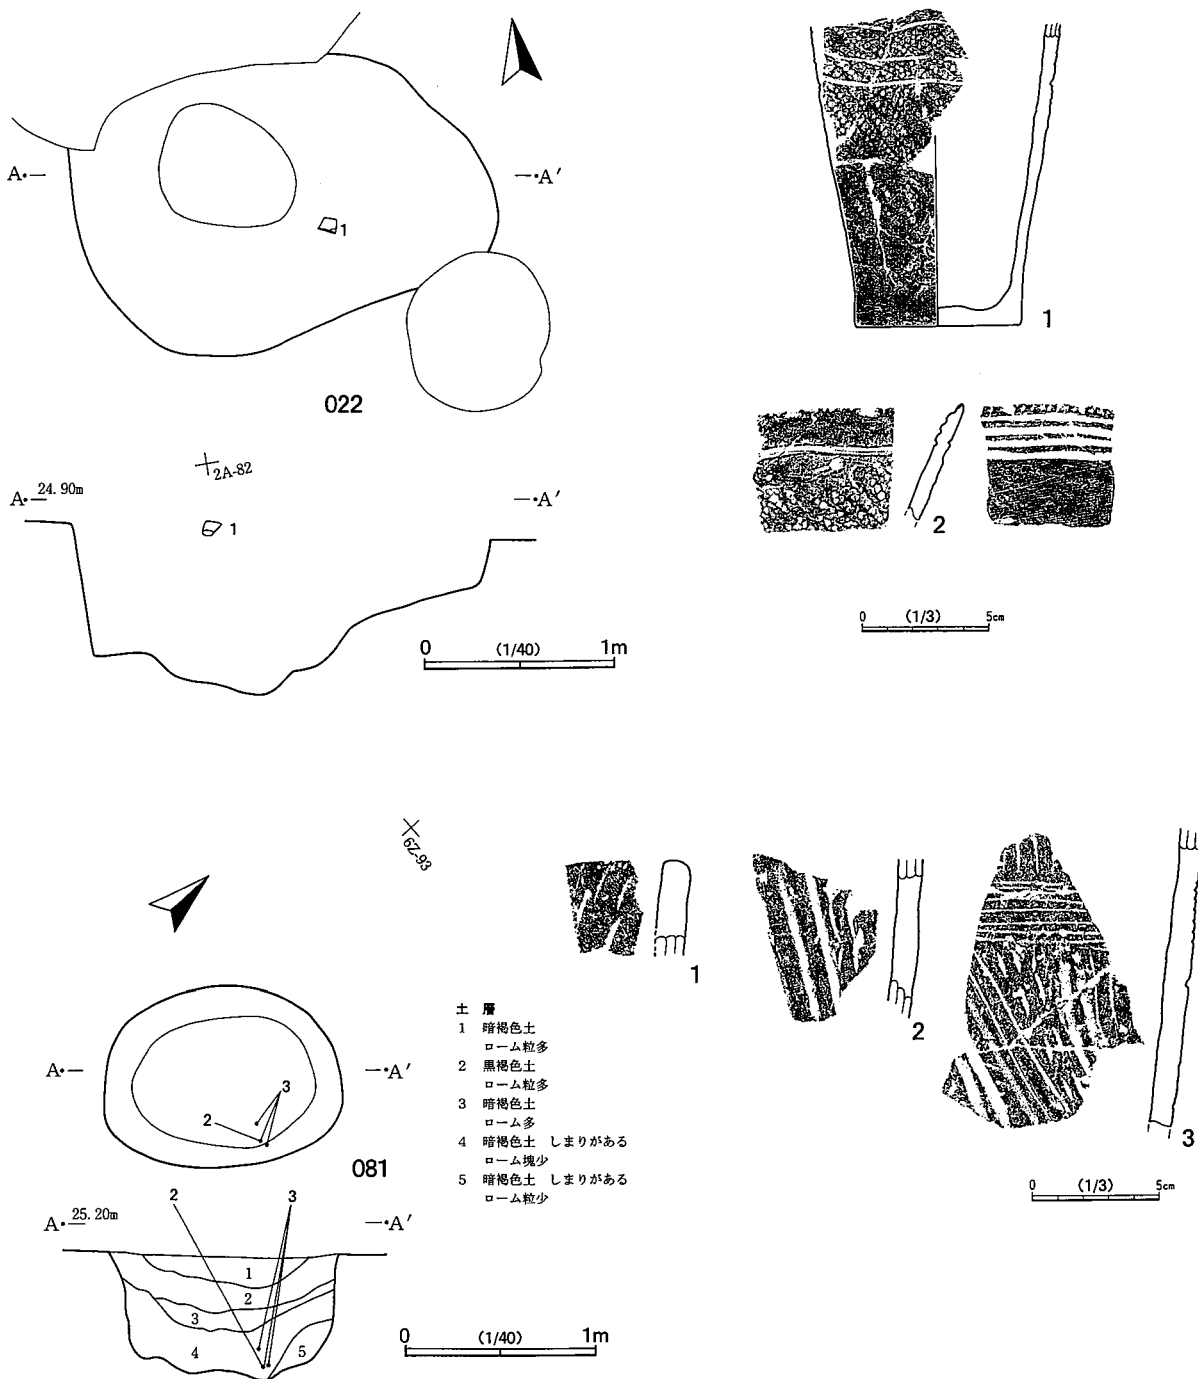 A A′
1
022
2A-82
A 24.90m A′
1
0 (1/40) 1m
1
2
0 (1/3) 5cm
6Z-93
A A′
3
2
081
2 3
A 25.20m A′
1
2
3
4 5
0 (1/40) 1m
土 層
1 暗褐色土
ローム粒多
2 黒褐色土
ローム粒多
3 暗褐色土
ローム多
4 暗褐色土 しまりがある
ローム塊少
5 暗褐色土 しまりがある
ローム粒少
1
2
3
0 (1/3) 5cm